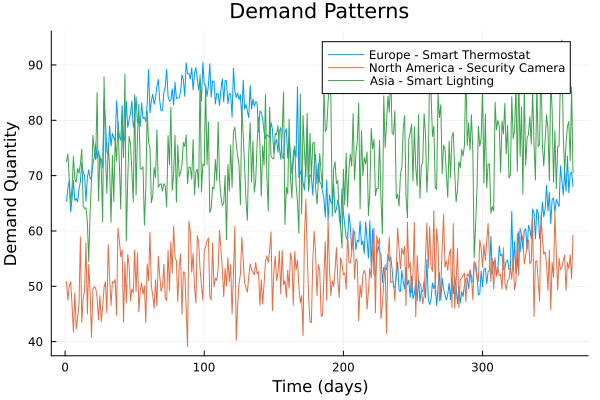 Demand Patterns
Europe - Smart Thermostat
North America - Security Camera
Asia - Smart Lighting
Demand Quantity
90
80
70
60
50
40
0
100
200
300
Time (days)